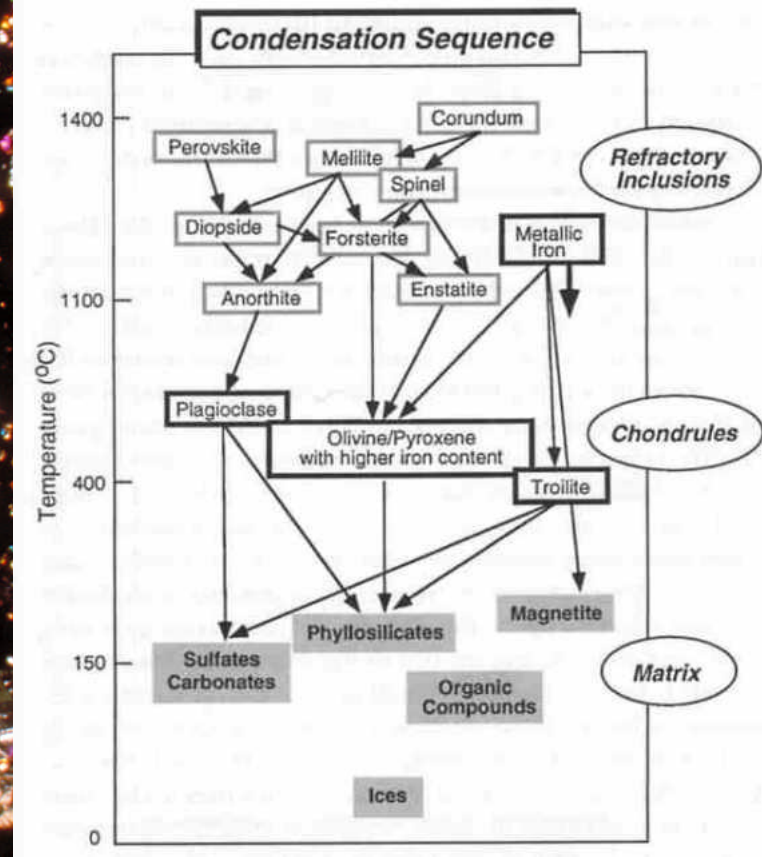 Condensation Sequence
1400
Corundum
Perovskite
Melilite
Spinel
Refractory
Inclusions
Diopside
Forsterite
Metallic
Iron
Anorthite
Enstatite
1100
Temperature (ºC)
Plagioclase
Olivine/Pyroxene
with higher iron content
Chondrules
400
Troilite
Magnetite
Phyllosilicates
Sulfates
Carbonates
150
Organic
Compounds
Matrix
Ices
0